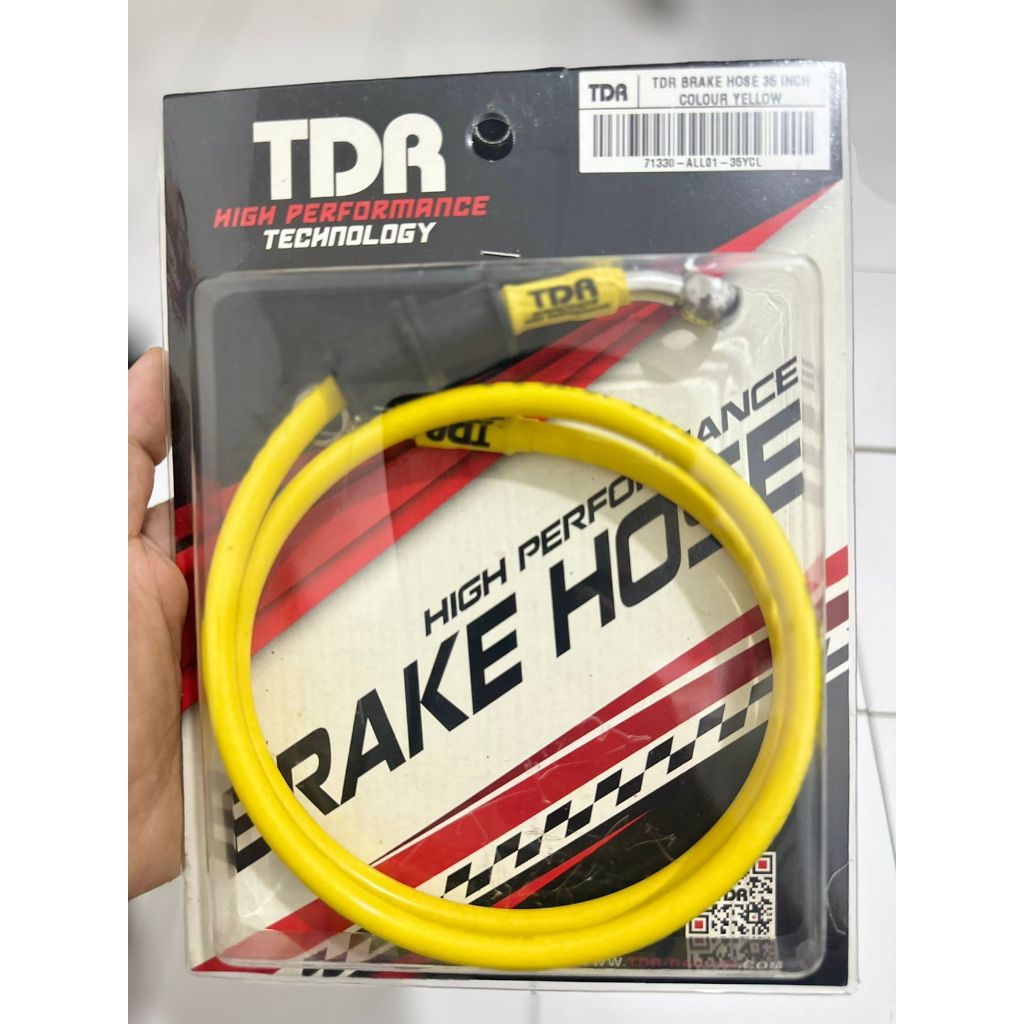 TDR
HIGH PERFORMANCE
TECHNOLOGY
TDR
TDR BRAKE HOSE 35 INCH
COLOUR YELLOW
71330-ALL01-35YCL
TDR
TDR
HIGH PERFORMANCE
BRAKE HOSE